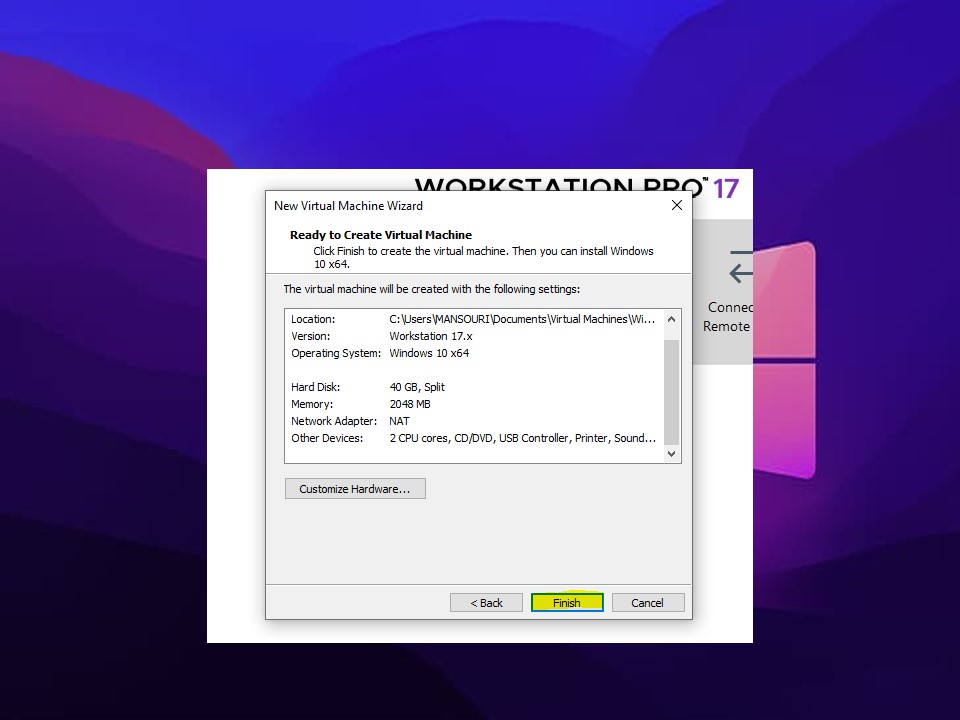 WORKSTATION PRO™ 17
New Virtual Machine Wizard
Ready to Create Virtual Machine
Click Finish to create the virtual machine. Then you can install Windows
10 x64.
The virtual machine will be created with the following settings:
Location: C:\Users\MANSOURI\Documents\Virtual Machines\Wi...
Version: Workstation 17.x
Operating System: Windows 10 x64
Hard Disk: 40 GB, Split
Memory: 2048 MB
Network Adapter: NAT
Other Devices: 2 CPU cores, CD/DVD, USB Controller, Printer, Sound...
Customize Hardware...
< Back Finish Cancel
Connec
Remote